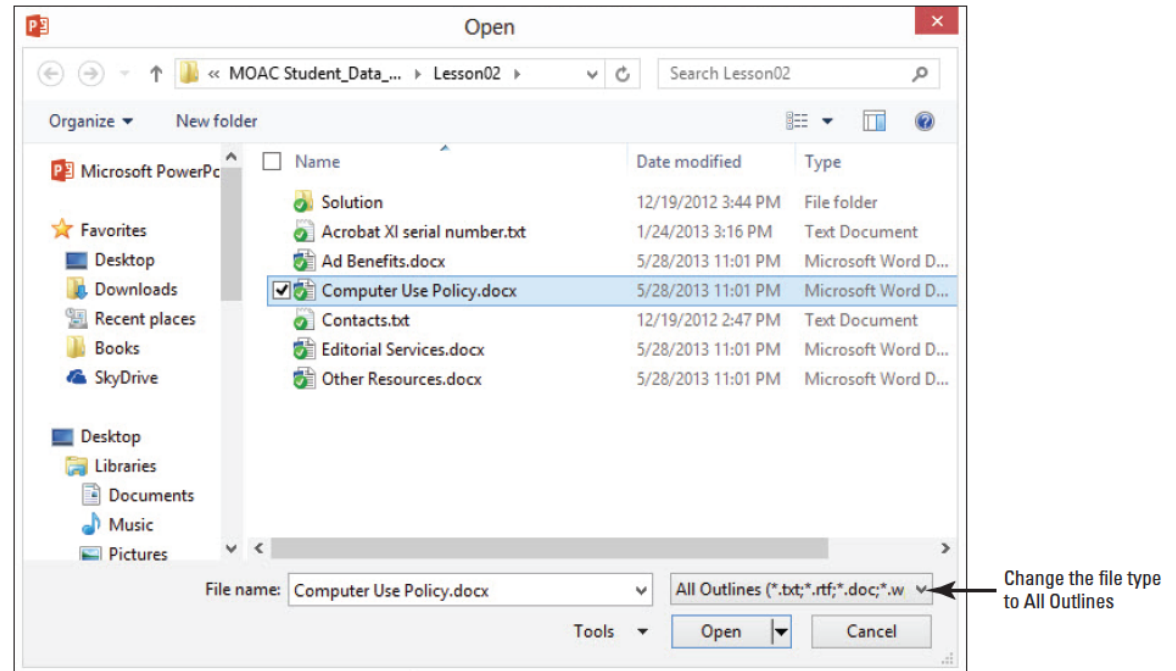 Open
« MOAC Student_Data_... Lesson02
Search Lesson02
Organize
New folder
Microsoft PowerPc
Favorites
Desktop
Downloads
Recent places
Books
SkyDrive
Desktop
Libraries
Documents
Music
Pictures
Name Date modified Type
Solution 12/19/2012 3:44 PM File folder
Acrobat XI serial number.txt 1/24/2013 3:16 PM Text Document
Ad Benefits.docx 5/28/2013 11:01 PM Microsoft Word D...
Computer Use Policy.docx 5/28/2013 11:01 PM Microsoft Word D...
Contacts.txt 12/19/2012 2:47 PM Text Document
Editorial Services.docx 5/28/2013 11:01 PM Microsoft Word D...
Other Resources.docx 5/28/2013 11:01 PM Microsoft Word D...
File name: Computer Use Policy.docx
All Outlines (*.txt;*.rtf;*.doc;*.w
Tools
Open
Cancel
Change the file type
to All Outlines